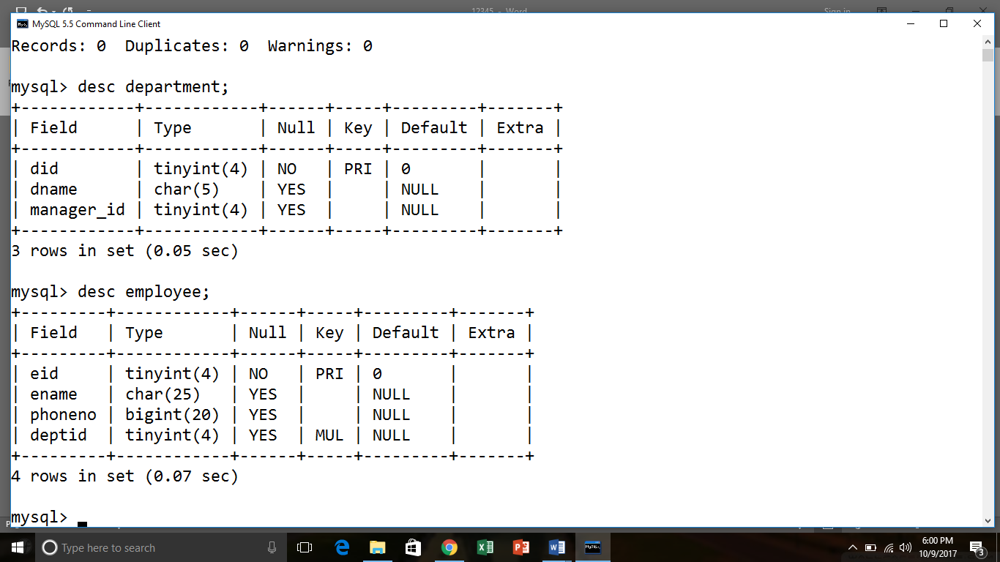 12345 - Word
Sign in
MySQL 5.5 Command Line Client
Records: 0  Duplicates: 0  Warnings: 0
mysql> desc department;
+------------+------------+------+-----+---------+-------+
| Field      | Type       | Null | Key | Default | Extra |
+------------+------------+------+-----+---------+-------+
| did        | tinyint(4) | NO   | PRI | 0       |       |
| dname      | char(5)    | YES  |     | NULL    |       |
| manager_id | tinyint(4) | YES  |     | NULL    |       |
+------------+------------+------+-----+---------+-------+
3 rows in set (0.05 sec)
mysql> desc employee;
+---------+------------+------+-----+---------+-------+
| Field   | Type       | Null | Key | Default | Extra |
+---------+------------+------+-----+---------+-------+
| eid     | tinyint(4) | NO   | PRI | 0       |       |
| ename   | char(25)   | YES  |     | NULL    |       |
| phoneno | bigint(20) | YES  |     | NULL    |       |
| deptid  | tinyint(4) | YES  | MUL | NULL    |       |
+---------+------------+------+-----+---------+-------+
4 rows in set (0.07 sec)
mysql>
Type here to search
6:00 PM
10/9/2017
3